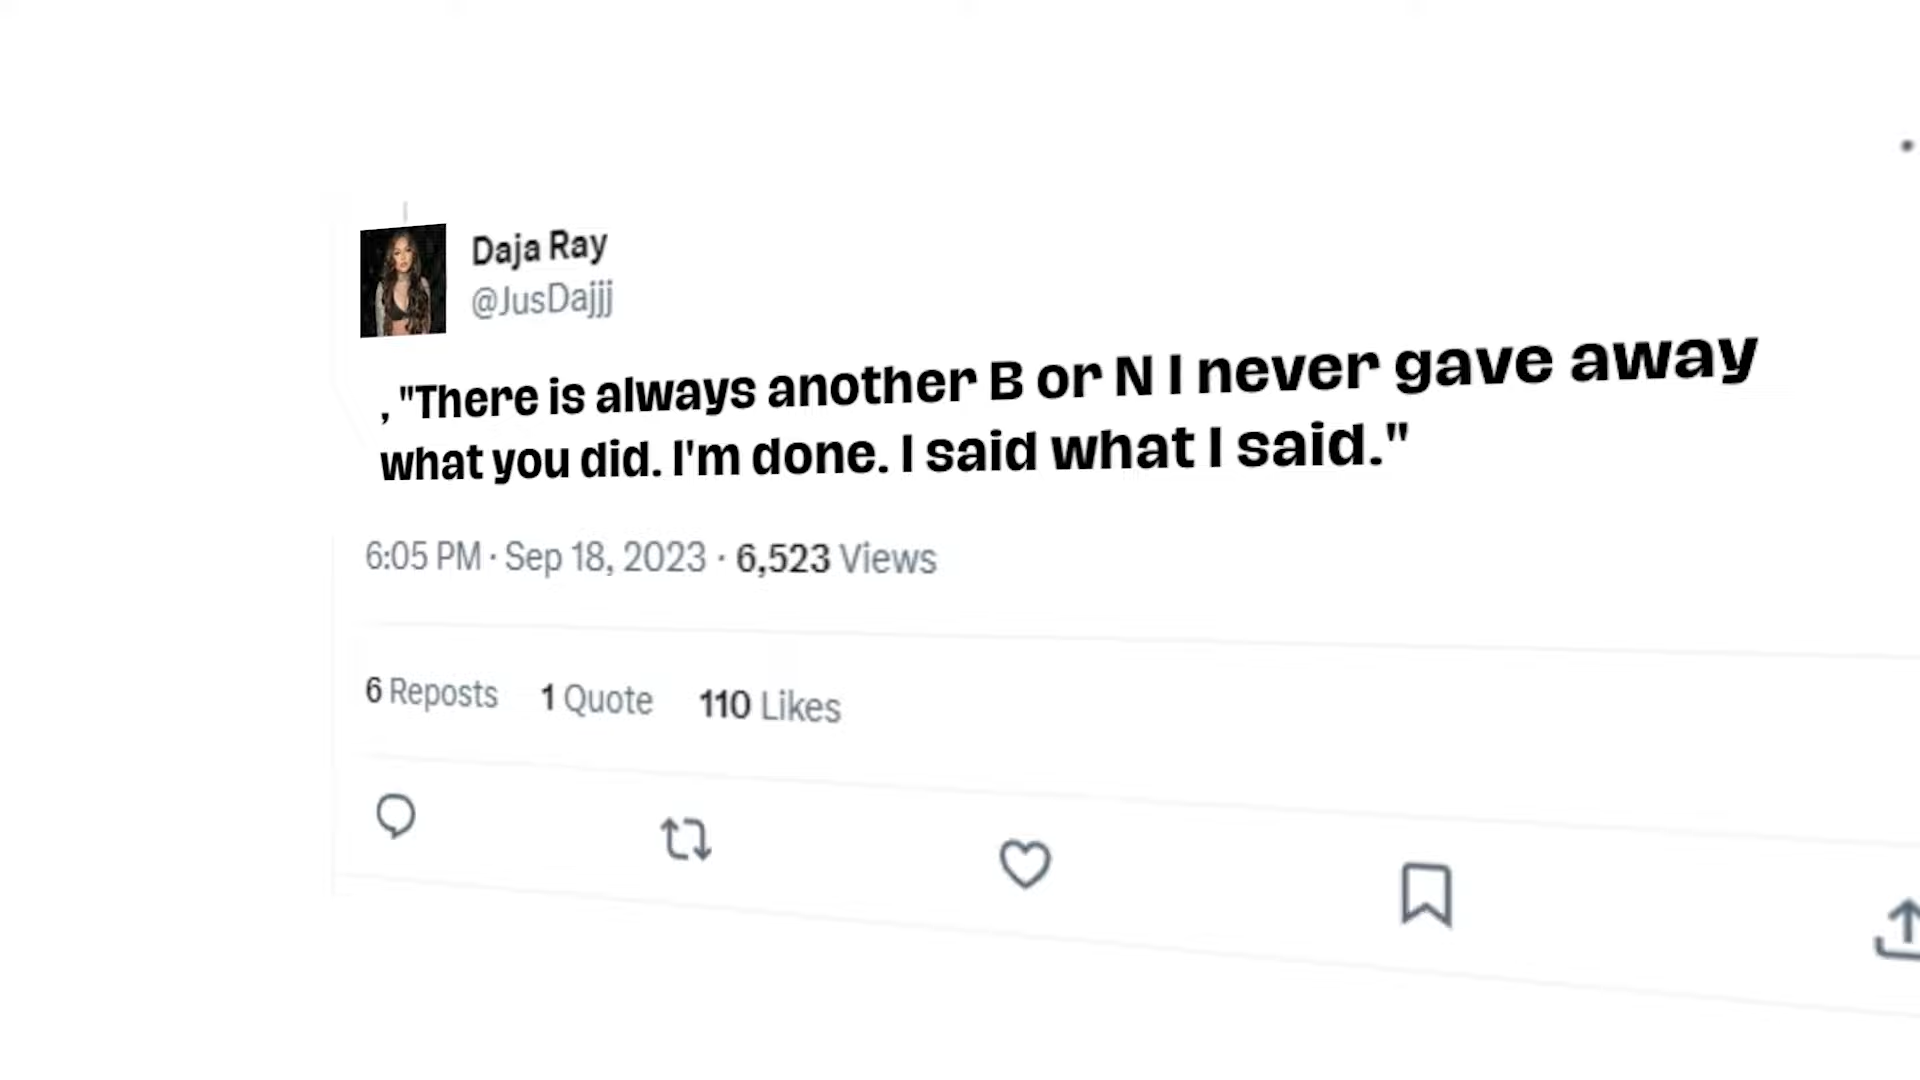 Daja Ray
@JusDajjj
, "There is always another B or N I never gave away
what you did. I'm done. I said what I said."
6:05 PM · Sep 18, 2023 · 6,523 Views
6 Reposts 1 Quote 110 Likes